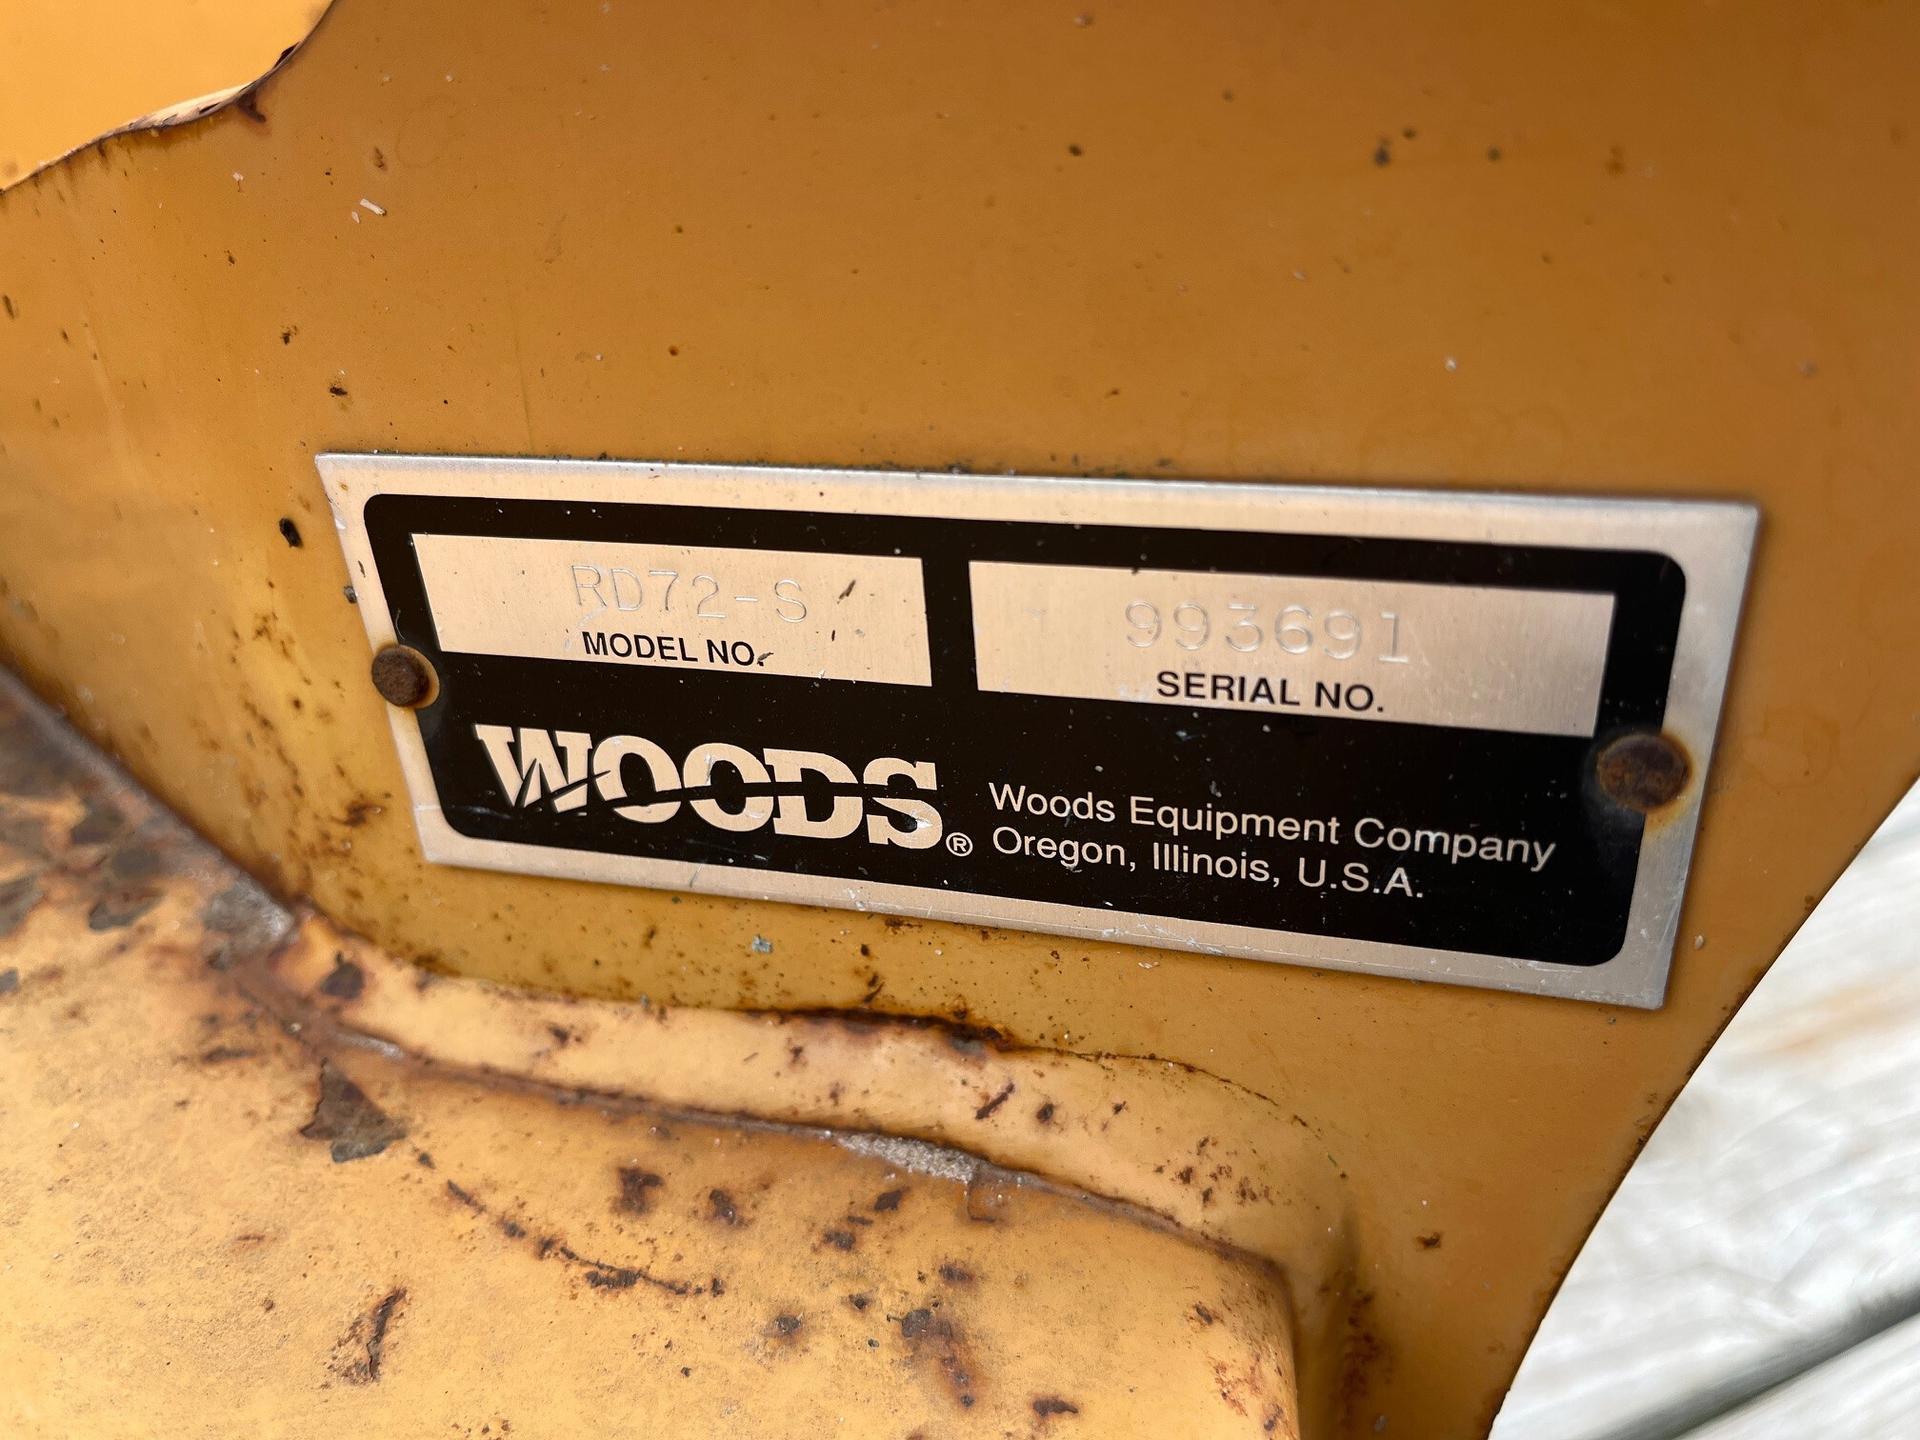 RD72-S
MODEL NO.
993691
SERIAL NO.
WOODS®
Woods Equipment Company
Oregon, Illinois, U.S.A.